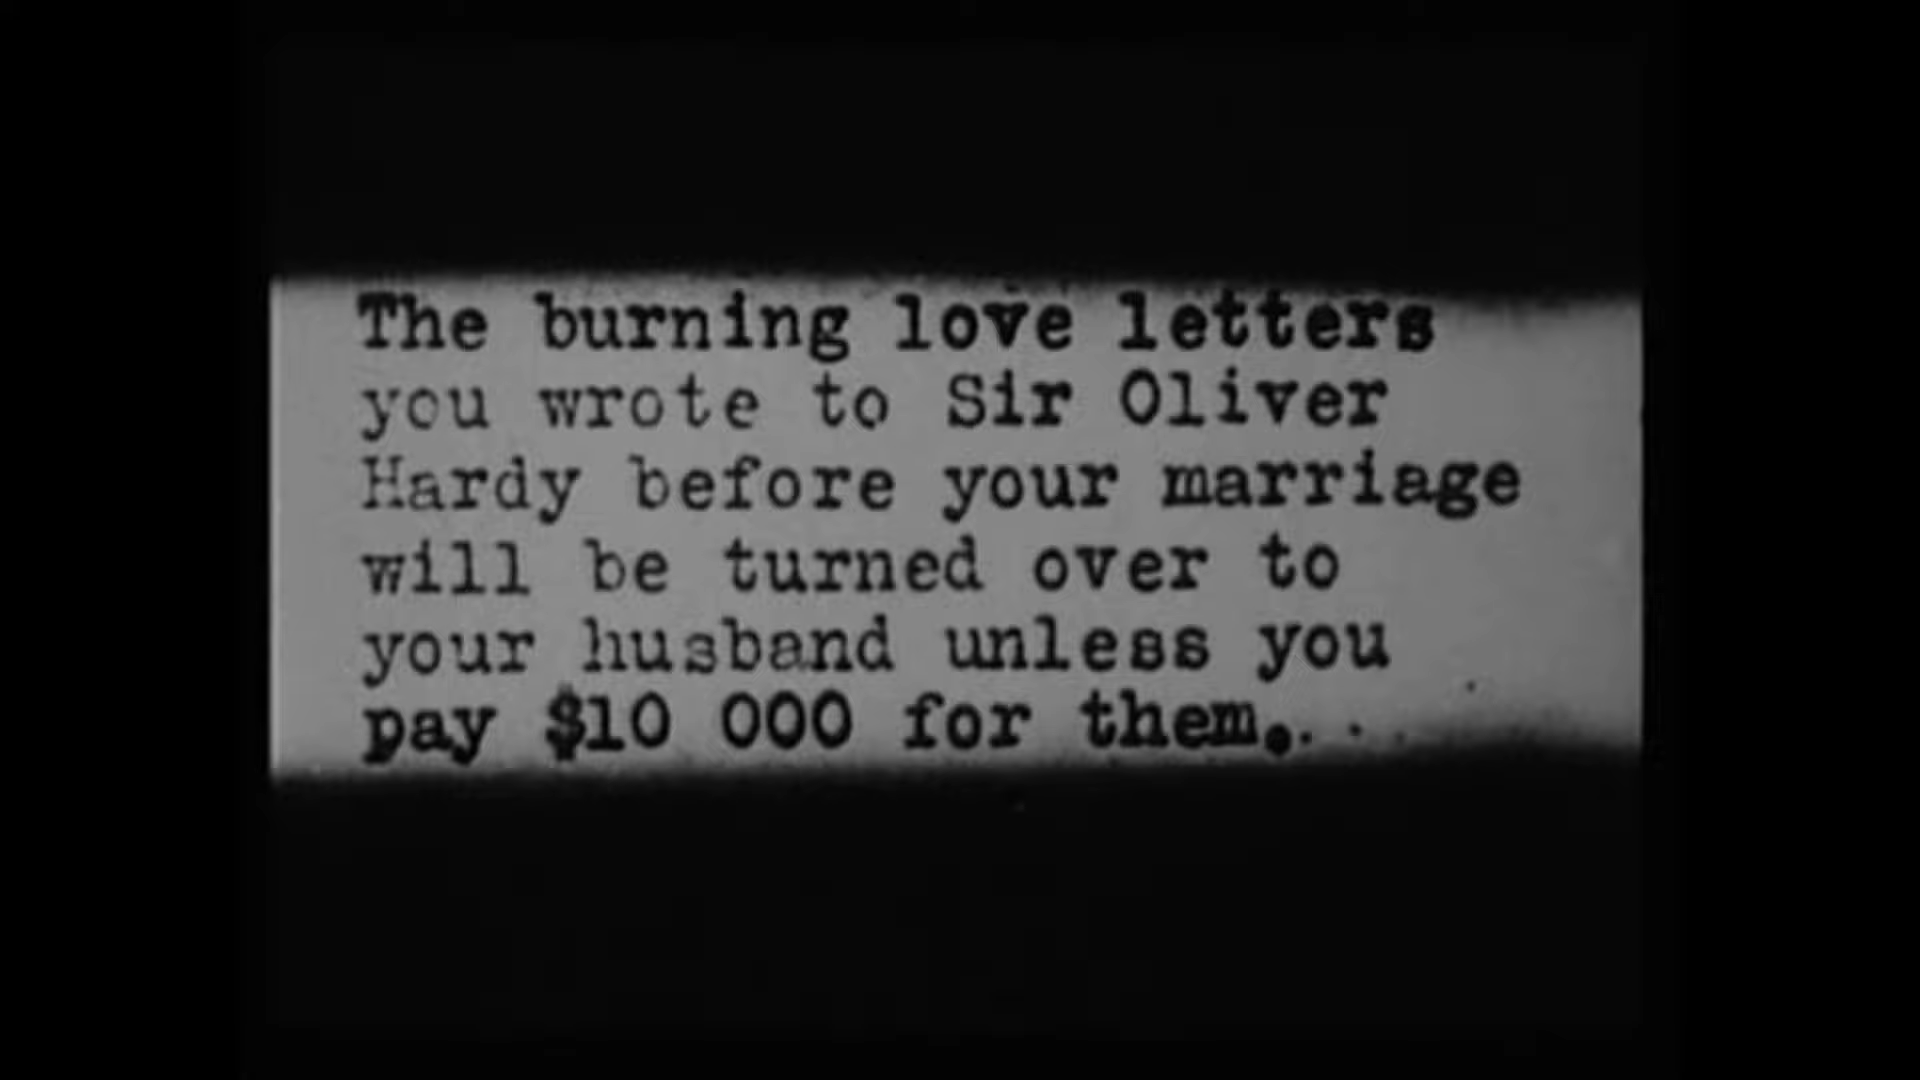 The burning love letters
you wrote to Sir Oliver
Hardy before your marriage
will be turned over to
your husband unless you
pay $10 000 for them...